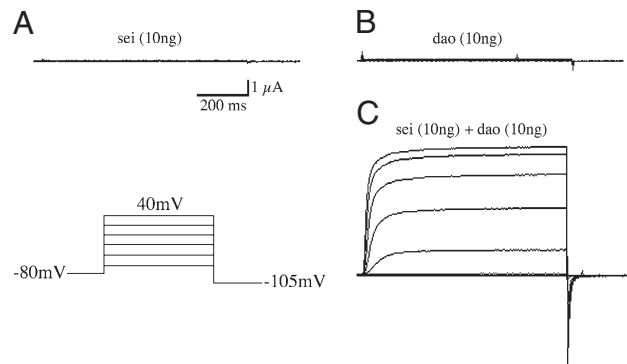 A
sei (10ng)
1 µA
200 ms
40mV
-80mV
-105mV
B
dao (10ng)
C
sei (10ng) + dao (10ng)